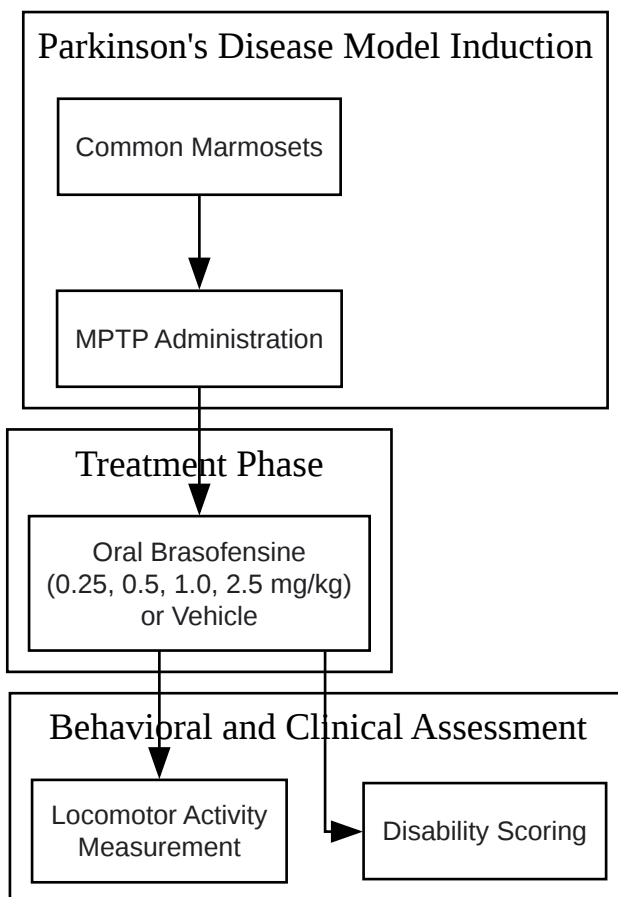 Parkinson's Disease Model Induction
Common Marmosets
MPTP Administration
Treatment Phase
Oral Brasofensine
(0.25, 0.5, 1.0, 2.5 mg/kg)
or Vehicle
Behavioral and Clinical Assessment
Locomotor Activity
Measurement
Disability Scoring